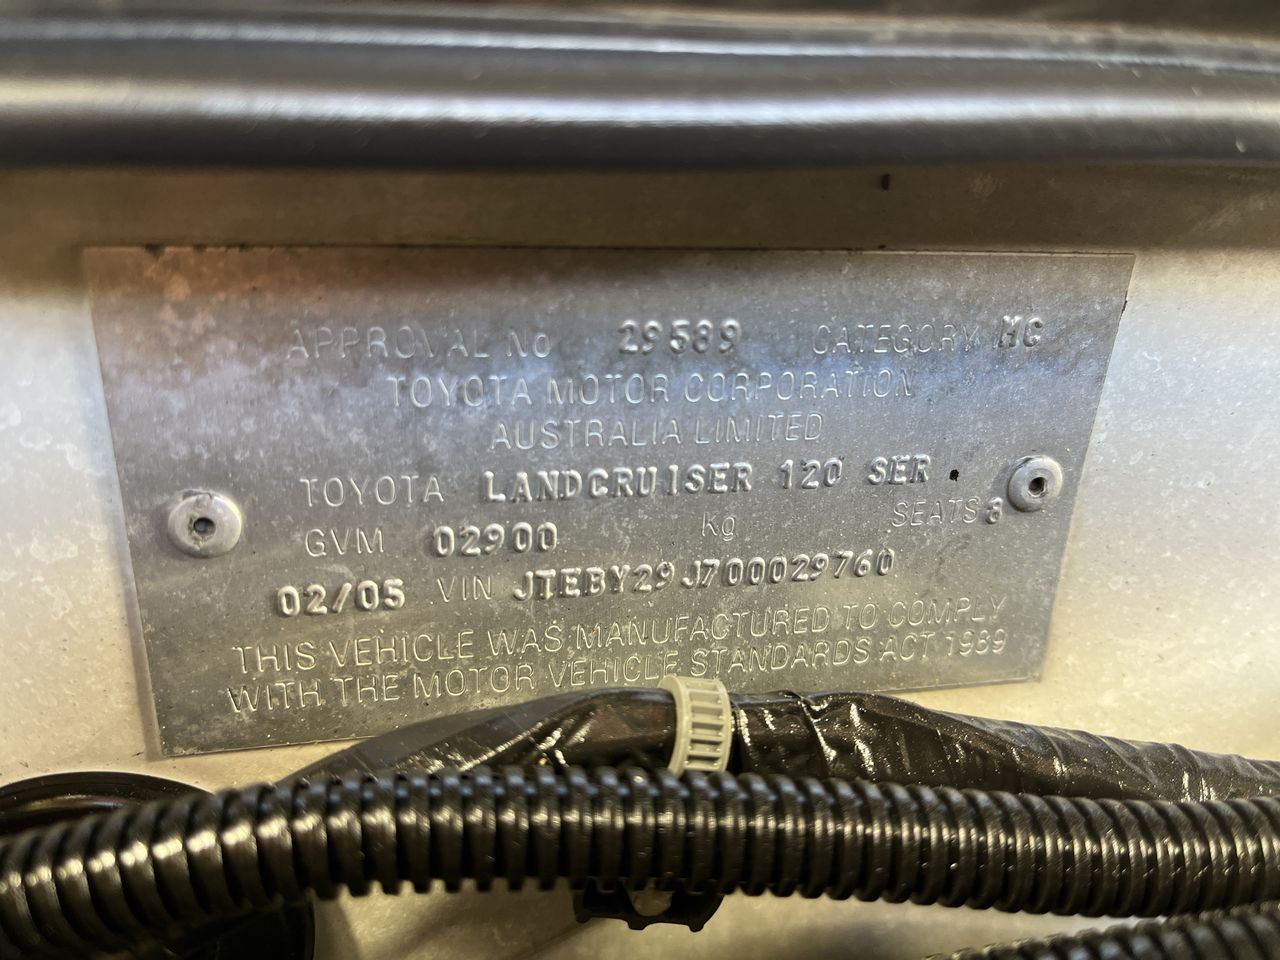 APPROVAL No 29589 CATEGORY MC
TOYOTA MOTOR CORPORATION
AUSTRALIA LIMITED
TOYOTA LANDCRUISER 120 SER
GVM 02900 Kg SEATS 8
02/05 VIN JTEBY29J700029760
THIS VEHICLE WAS MANUFACTURED TO COMPLY
WITH THE MOTOR VEHICLE STANDARDS ACT 1989